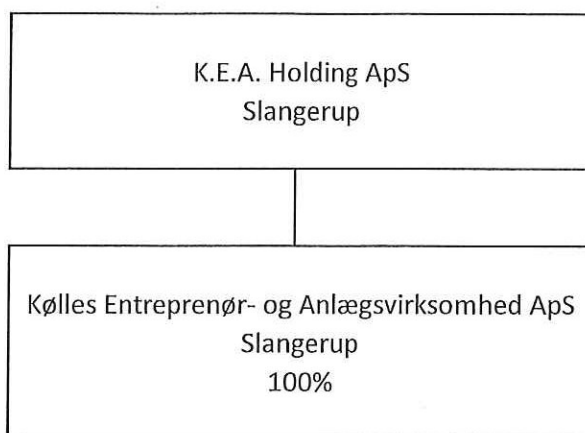 K.E.A. Holding ApS
Slangerup
Kølles Entreprenør- og Anlægsvirksomhed ApS
Slangerup
100%